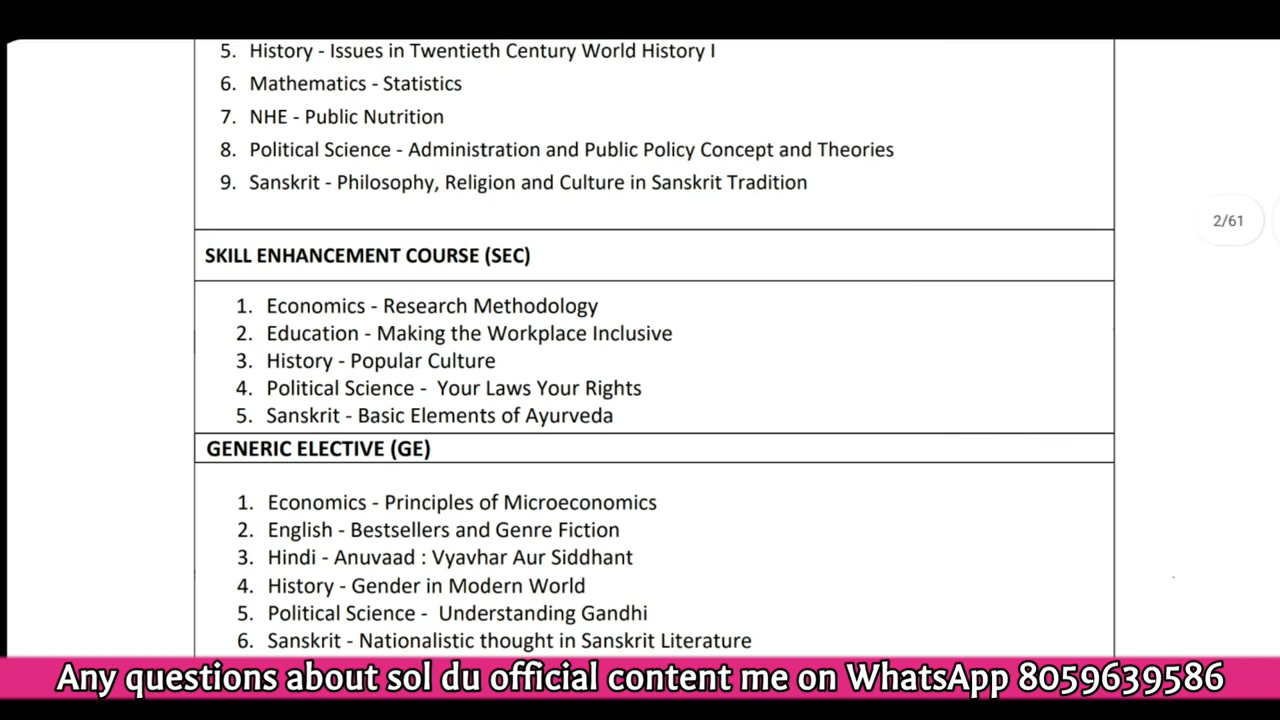 5. History - Issues in Twentieth Century World History I
6. Mathematics - Statistics
7. NHE - Public Nutrition
8. Political Science - Administration and Public Policy Concept and Theories
9. Sanskrit - Philosophy, Religion and Culture in Sanskrit Tradition
2/61
SKILL ENHANCEMENT COURSE (SEC)
1. Economics - Research Methodology
2. Education - Making the Workplace Inclusive
3. History - Popular Culture
4. Political Science - Your Laws Your Rights
5. Sanskrit - Basic Elements of Ayurveda
GENERIC ELECTIVE (GE)
1. Economics - Principles of Microeconomics
2. English - Bestsellers and Genre Fiction
3. Hindi - Anuvaad : Vyavhar Aur Siddhant
4. History - Gender in Modern World
5. Political Science - Understanding Gandhi
6. Sanskrit - Nationalistic thought in Sanskrit Literature
Any questions about sol du official content me on WhatsApp 8059639586